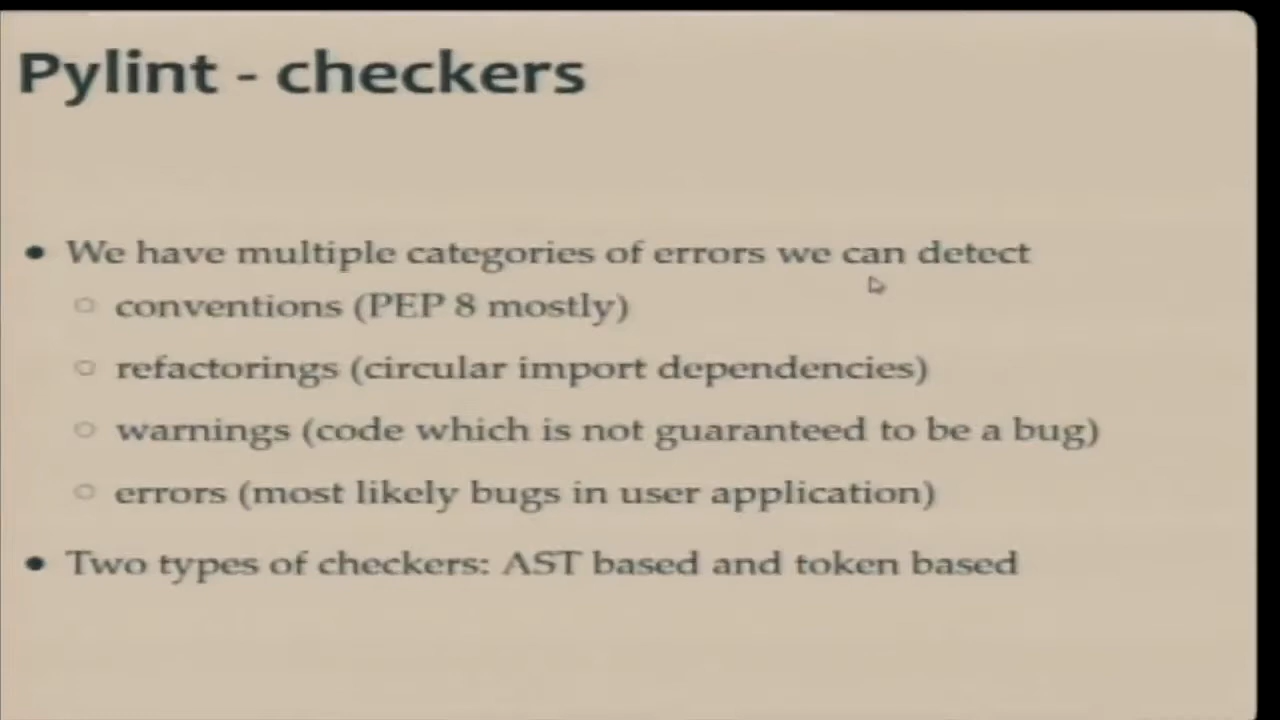 Pylint - checkers
We have multiple categories of errors we can detect
conventions (PEP 8 mostly)
refactorings (circular import dependencies)
warnings (code which is not guaranteed to be a bug)
errors (most likely bugs in user application)
Two types of checkers: AST based and token based